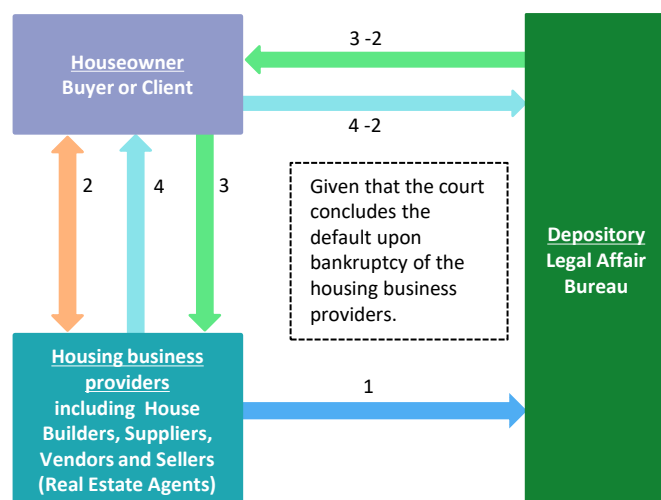 Houseowner
Buyer or Client
3 -2
4 -2
2
4
3
Given that the court
concludes the
default upon
bankruptcy of the
housing business
providers.
Depository
Legal Affair
Bureau
Housing business
providers
including House
Builders, Suppliers,
Vendors and Sellers
(Real Estate Agents)
1